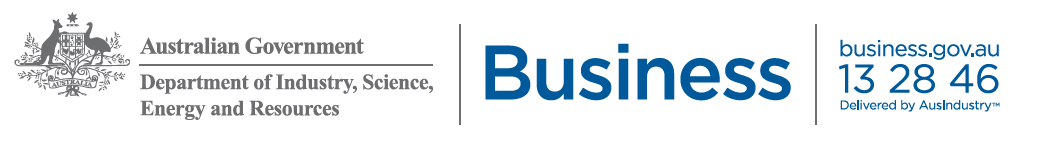 AUSTRALIA
Australian Government
Department of Industry, Science,
Energy and Resources
Business
business.gov.au
13 28 46
Delivered by AusIndustry™